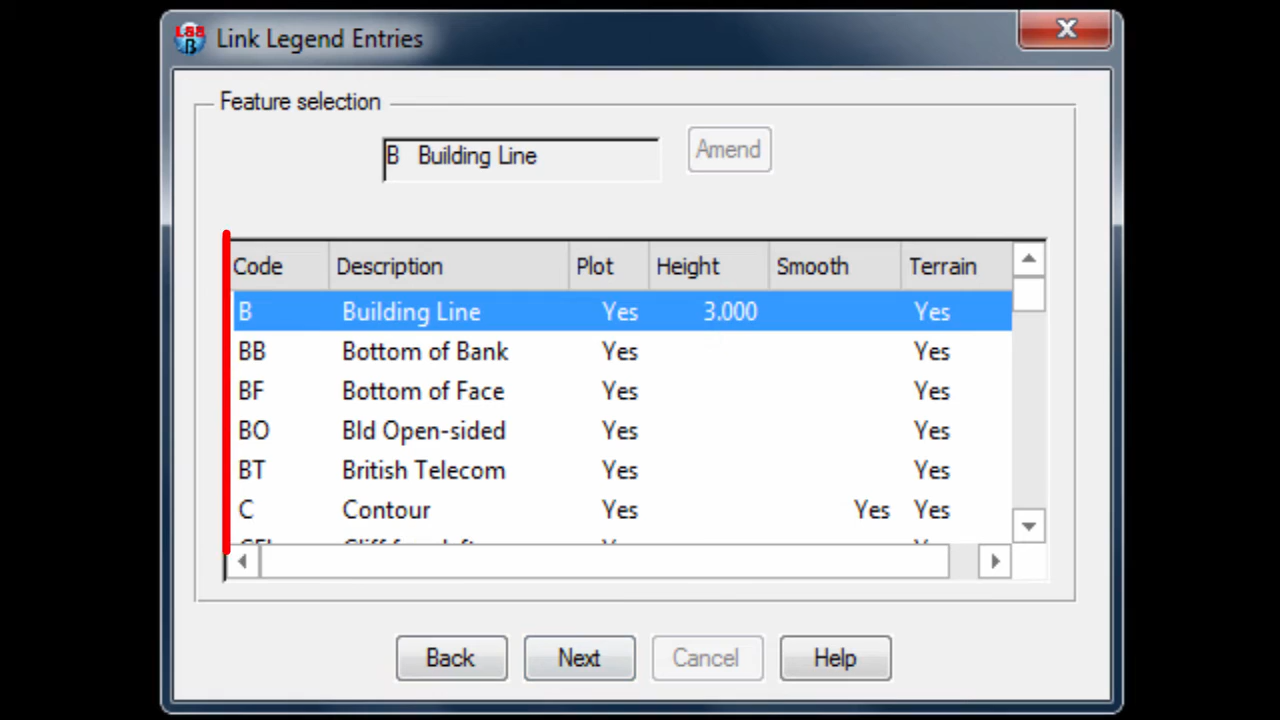 LSS
B
Link Legend Entries
X
Feature selection
B Building Line
Amend
Code Description Plot Height Smooth Terrain
B Building Line Yes 3.000 Yes
BB Bottom of Bank Yes Yes
BF Bottom of Face Yes Yes
BO Bld Open-sided Yes Yes
BT British Telecom Yes Yes
C Contour Yes Yes Yes
Back Next Cancel Help